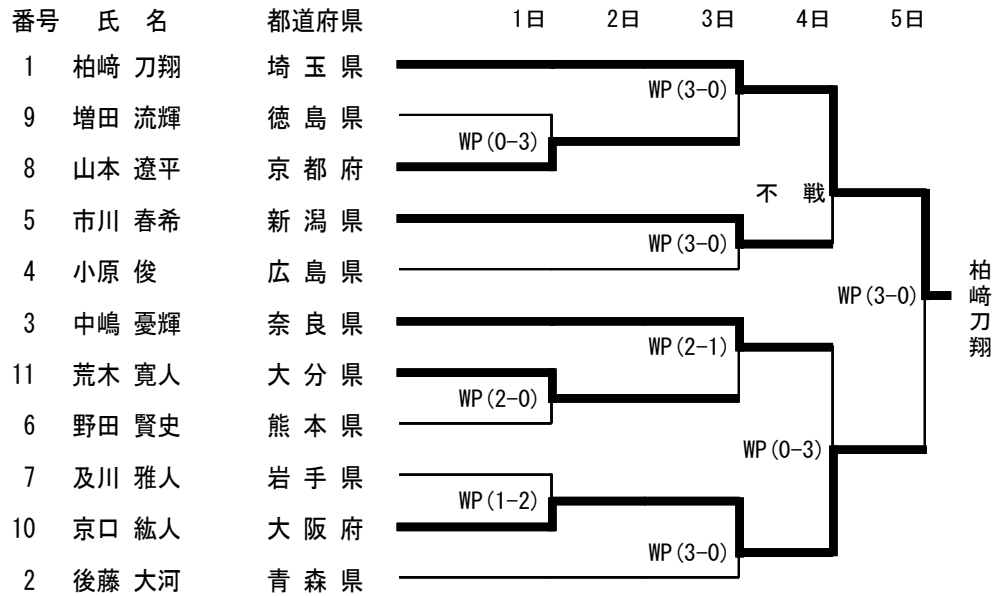 番号 氏 名 都道府県 1日 2日 3日 4日 5日
1 柏﨑 刀翔 埼玉県
WP(3-0)
9 増田 流輝 徳島県
WP(0-3)
8 山本 遼平 京都府
不 戦
5 市川 春希 新潟県
WP(3-0)
4 小原 俊 広島県
WP(3-0)
柏﨑刀翔
3 中嶋 憂輝 奈良県
WP(2-1)
11 荒木 寛人 大分県
WP(2-0)
6 野田 賢史 熊本県
WP(0-3)
7 及川 雅人 岩手県
WP(1-2)
10 京口 紘人 大阪府
WP(3-0)
2 後藤 大河 青森県